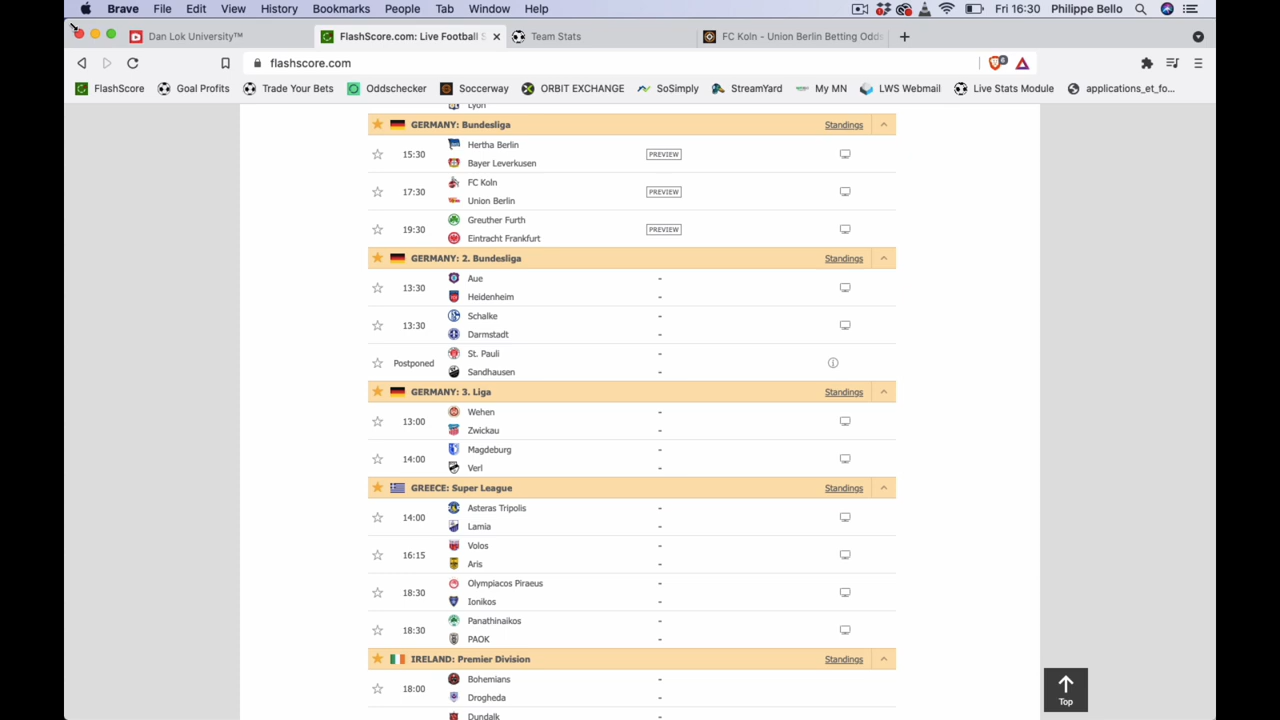 Brave File Edit View History Bookmarks People Tab Window Help Fri 16:30 Philippe Bello
Dan Lok University™ FlashScore.com: Live Football S Team Stats FC Koln - Union Berlin Betting Odds
flashscore.com 6
FlashScore Goal Profits Trade Your Bets Oddschecker Soccerway ORBIT EXCHANGE SoSimply StreamYard My MN LWS Webmail Live Stats Module applications_et_fo...
Lyon
GERMANY: Bundesliga Standings
15:30 Hertha Berlin PREVIEW
Bayer Leverkusen
17:30 FC Koln PREVIEW
Union Berlin
19:30 Greuther Furth PREVIEW
Eintracht Frankfurt
GERMANY: 2. Bundesliga Standings
13:30 Aue -
Heidenheim -
13:30 Schalke -
Darmstadt -
Postponed St. Pauli -
Sandhausen -
GERMANY: 3. Liga Standings
13:00 Wehen -
Zwickau -
14:00 Magdeburg -
Verl -
GREECE: Super League Standings
14:00 Asteras Tripolis -
Lamia -
16:15 Volos -
Aris -
18:30 Olympiacos Piraeus -
Ionikos -
18:30 Panathinaikos -
PAOK -
IRELAND: Premier Division Standings
18:00 Bohemians -
Drogheda -
Dundalk -
Top